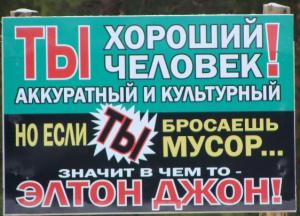 ТЫ ХОРОШИЙ
ЧЕЛОВЕК!
АККУРАТНЫЙ И КУЛЬТУРНЫЙ
НО ЕСЛИ ТЫ БРОСАЕШЬ
МУСОР...
ЗНАЧИТ В ЧЕМ ТО -
ЭЛТОН ДЖОН!